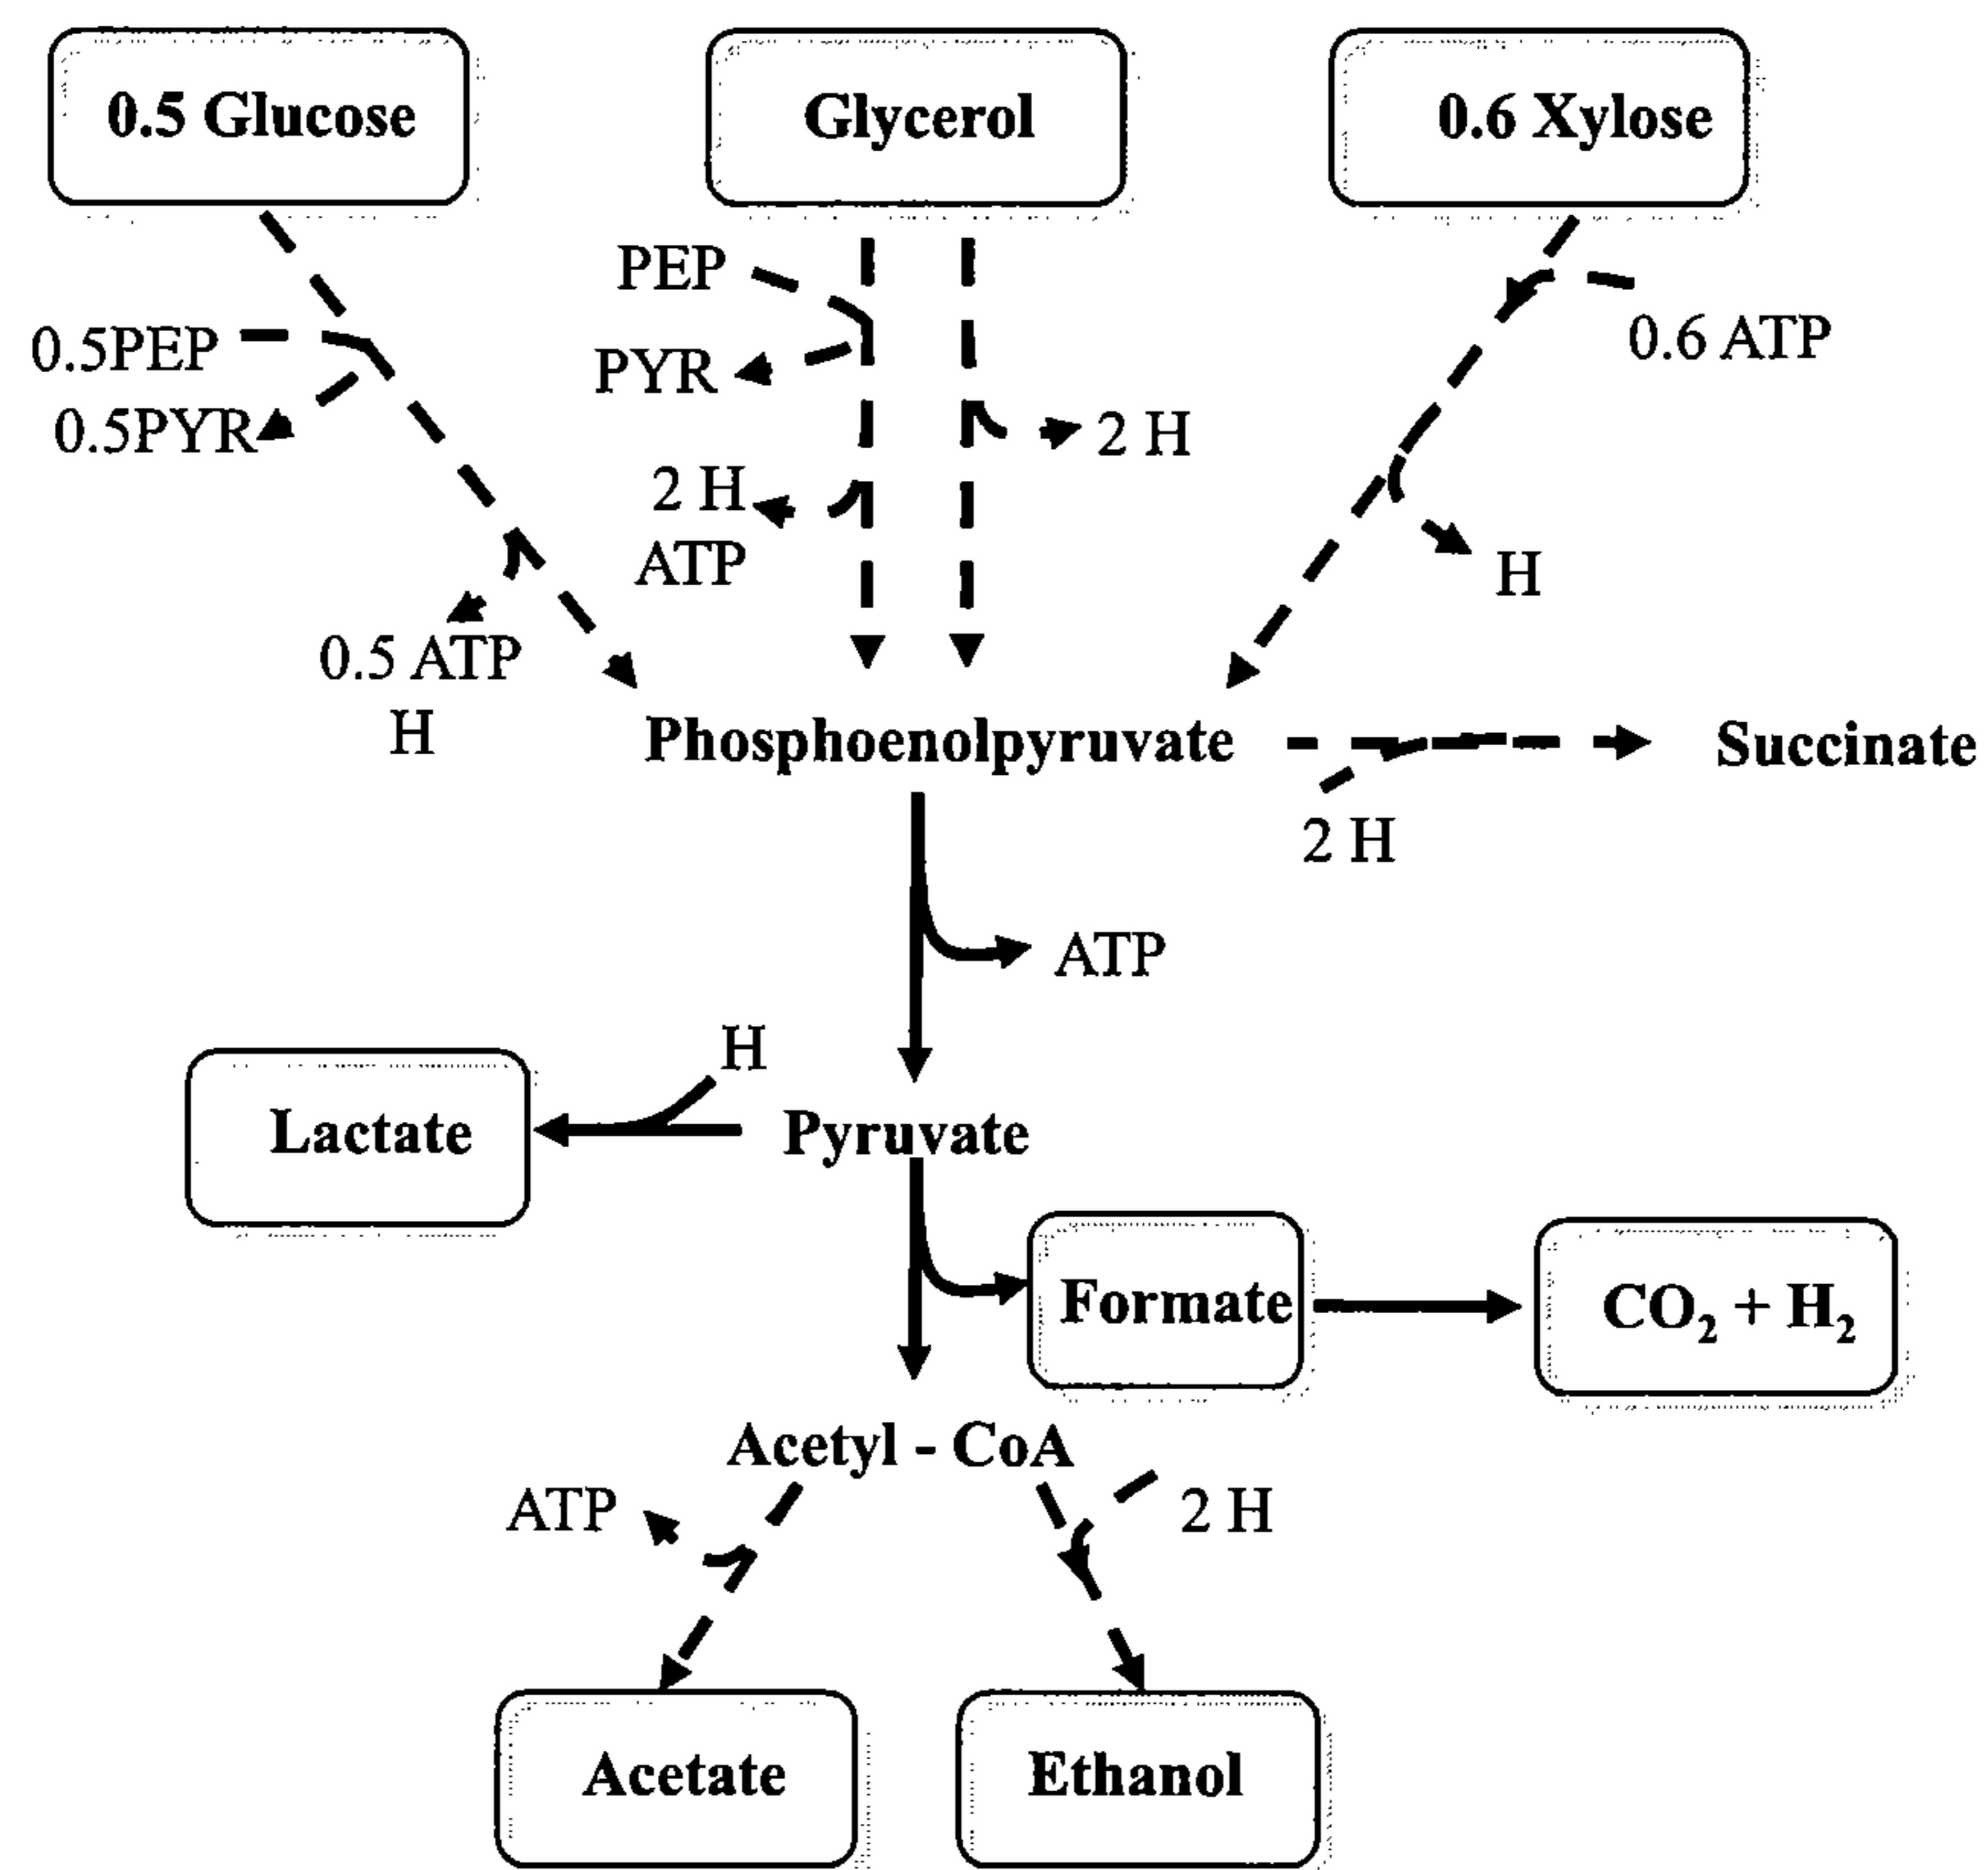 0.5 Glucose
Glycerol
0.6 Xylose
PEP
0.5PEP
PYR
0.6 ATP
0.5PYR
2 H
2 H
ATP
H
0.5 ATP
H
Phosphoenolpyruvate
Succinate
2 H
ATP
H
Lactate
Pyruvate
Formate
CO₂ + H₂
Acetyl - CoA
ATP
2 H
Acetate
Ethanol